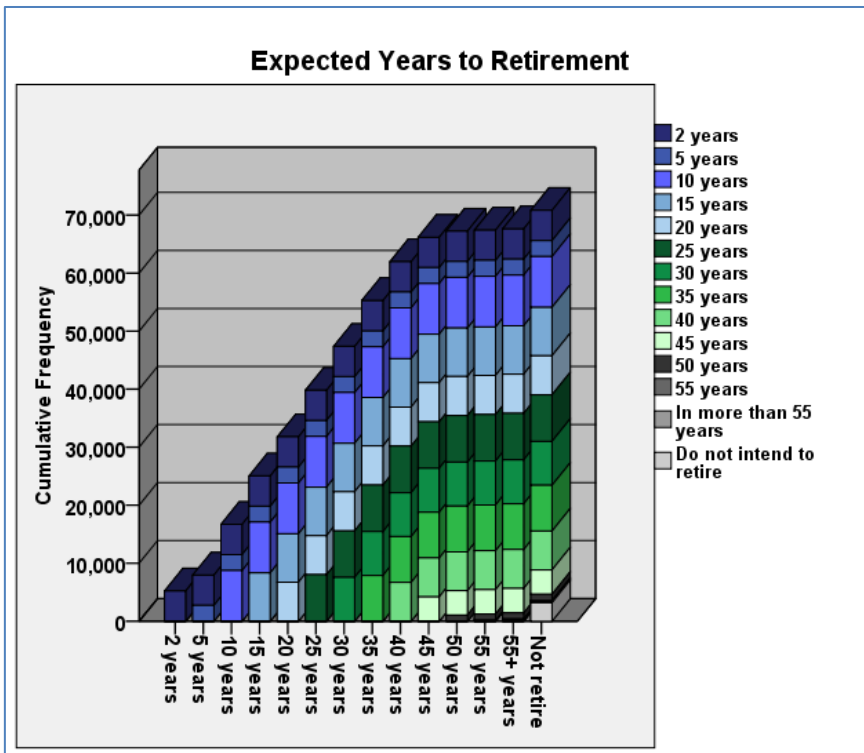 Expected Years to Retirement
Cumulative Frequency
70,000
60,000
50,000
40,000
30,000
20,000
10,000
0
2 years
5 years
10 years
15 years
20 years
25 years
30 years
35 years
40 years
45 years
50 years
55 years
55+ years
Not retire
2 years
5 years
10 years
15 years
20 years
25 years
30 years
35 years
40 years
45 years
50 years
55 years
In more than 55
years
Do not intend to
retire